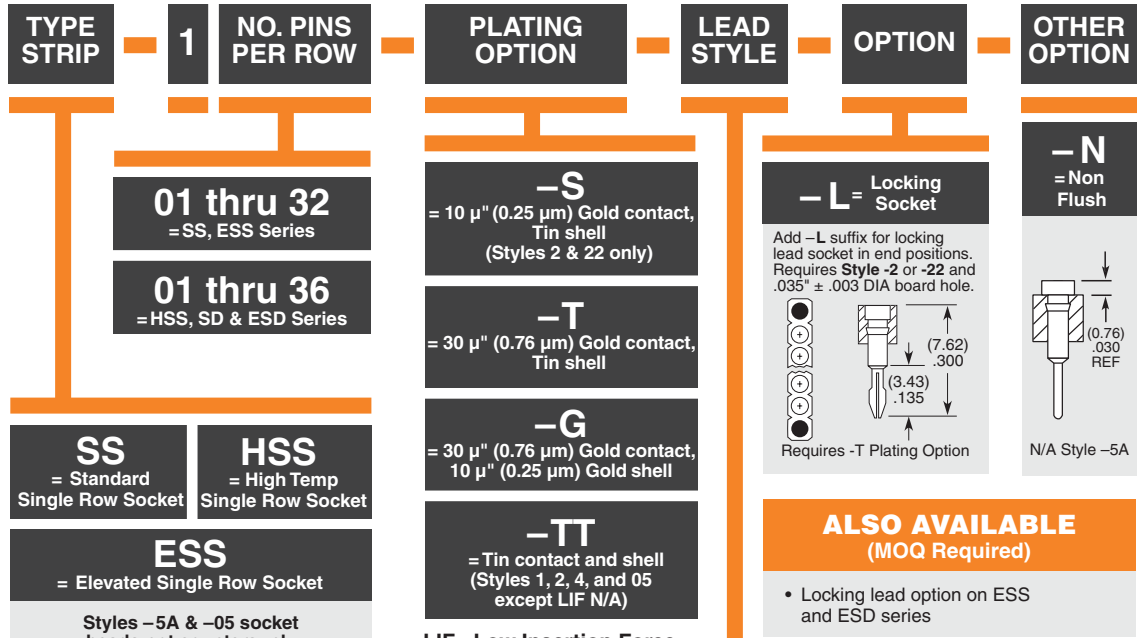 TYPE
STRIP
1
NO. PINS
PER ROW
PLATING
OPTION
LEAD
STYLE
OPTION
OTHER
OPTION
01 thru 32
=SS, ESS Series
01 thru 36
=HSS, SD & ESD Series
SS
= Standard
Single Row Socket
HSS
= High Temp
Single Row Socket
ESS
= Elevated Single Row Socket
Styles –5A & –05 socket
–S
= 10 µ" (0.25 µm) Gold contact,
Tin shell
(Styles 2 & 22 only)
–T
= 30 µ" (0.76 µm) Gold contact,
Tin shell
–G
= 30 µ" (0.76 µm) Gold contact,
10 µ" (0.25 µm) Gold shell
–TT
= Tin contact and shell
(Styles 1, 2, 4, and 05
except LIF N/A)
–L= Locking
Socket
Add –L suffix for locking
lead socket in end positions.
Requires Style -2 or -22 and
.035" ± .003 DIA board hole.
(7.62)
.300
(3.43)
.135
Requires -T Plating Option
–N
= Non
Flush
(0.76)
.030
REF
N/A Style –5A
ALSO AVAILABLE
(MOQ Required)
• Locking lead option on ESS
and ESD series